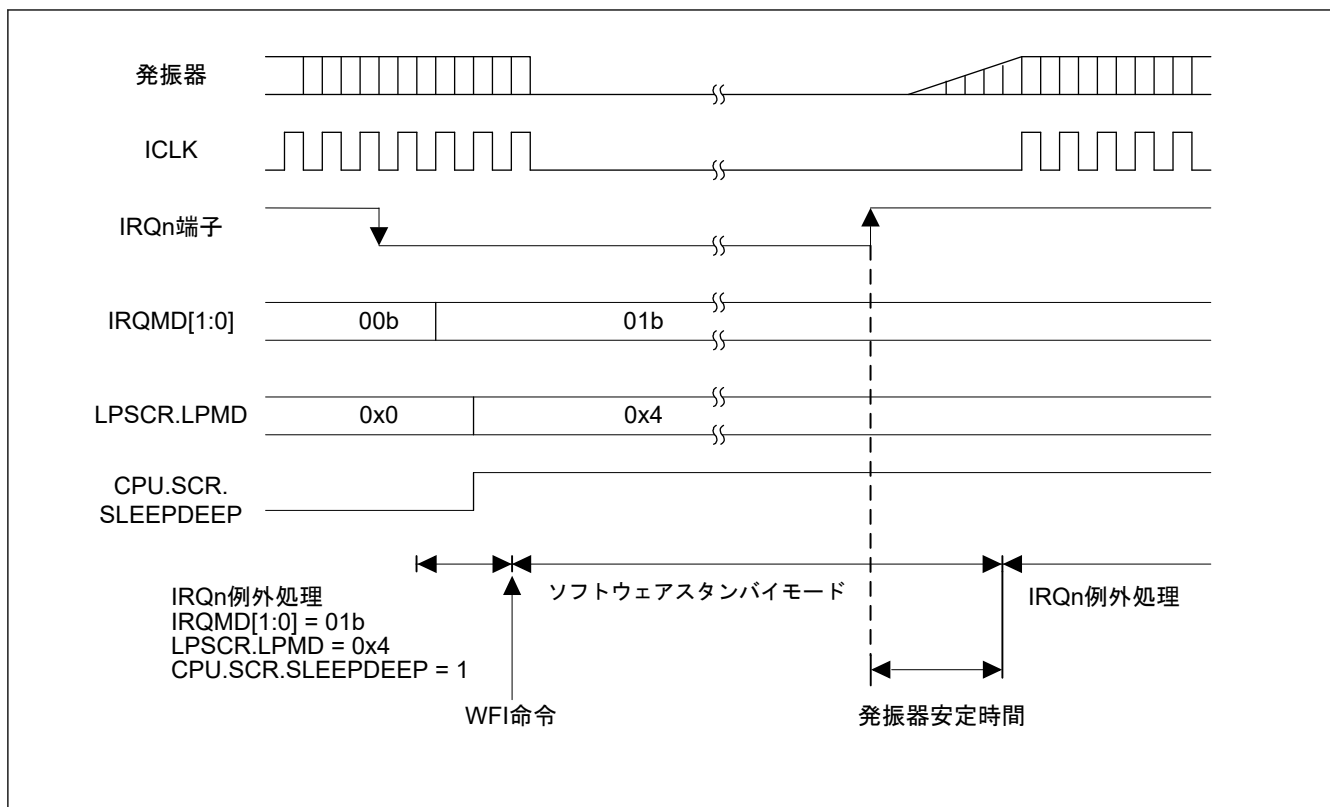 発振器
ICLK
IRQn端子
IRQMD[1:0]
00b
01b
LPSCR.LPMD
0x0
0x4
CPU.SCR.
SLEEPDEEP
IRQn例外処理
IRQMD[1:0] = 01b
LPSCR.LPMD = 0x4
CPU.SCR.SLEEPDEEP = 1
ソフトウェアスタンバイモード
IRQn例外処理
WFI命令
発振器安定時間